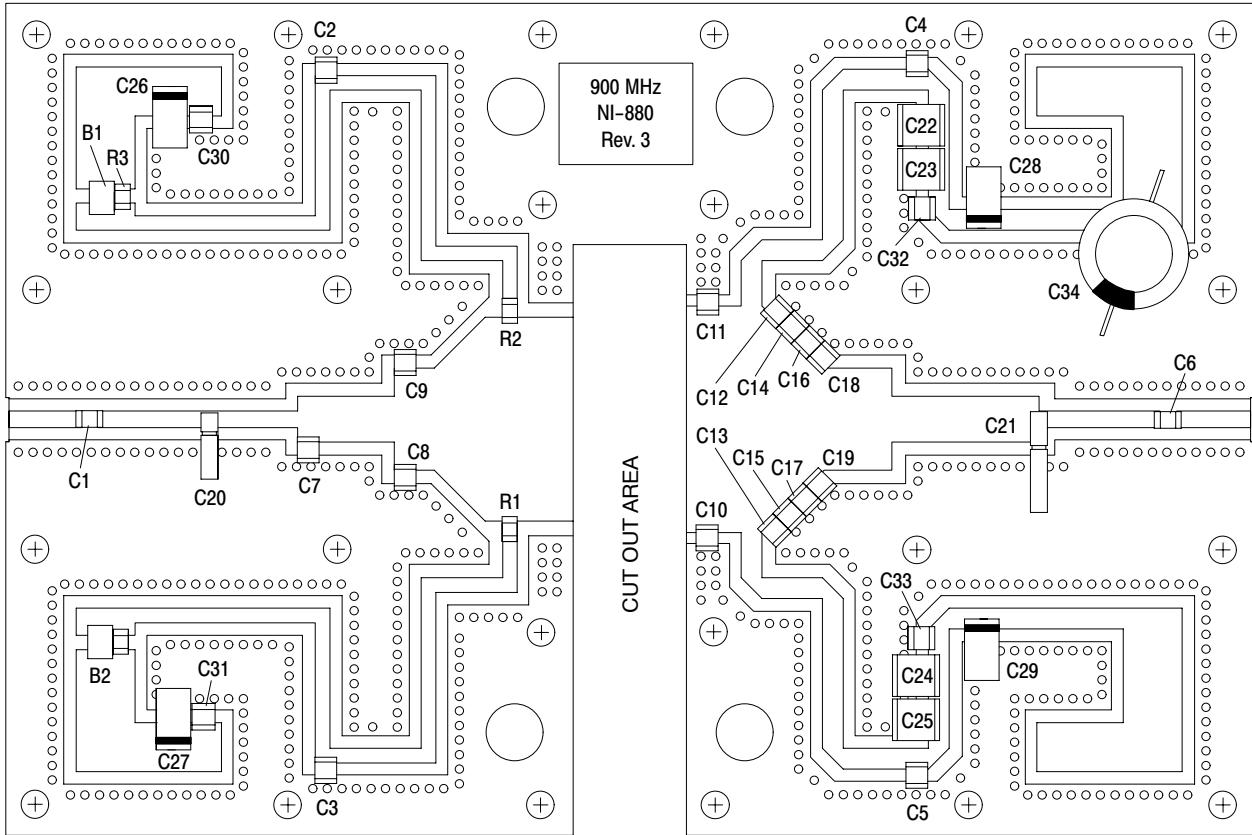 C2
C4
C26
900 MHz
NI-880
Rev. 3
B1
R3
C30
C22
C23
C28
C32
C34
R2
C11
C9
C12
C14
C16
C18
C6
C1
C20
C7
C8
R1
C13
C15
C17
C19
C21
C10
CUT OUT AREA
C33
B2
C31
C24
C29
C25
C27
C3
C5